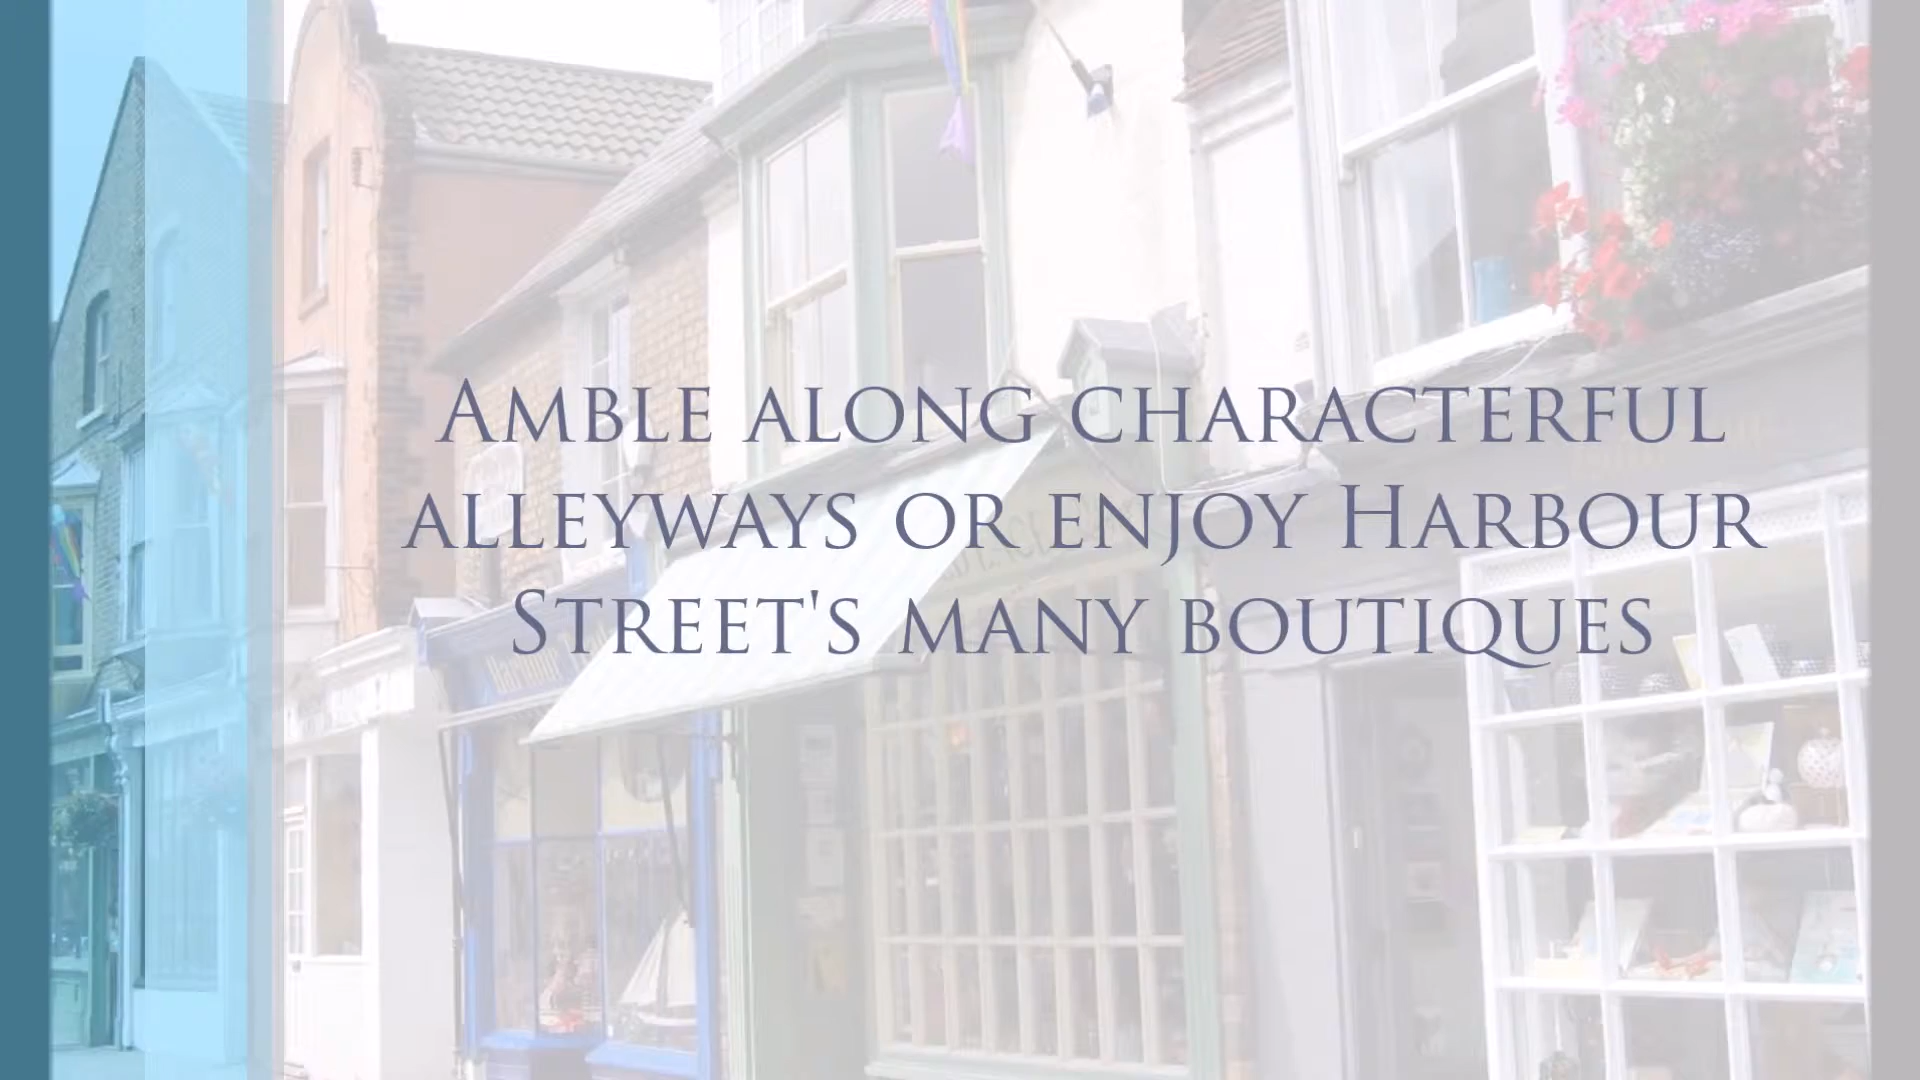 Amble along characterful
alleyways or enjoy Harbour
Street's many boutiques